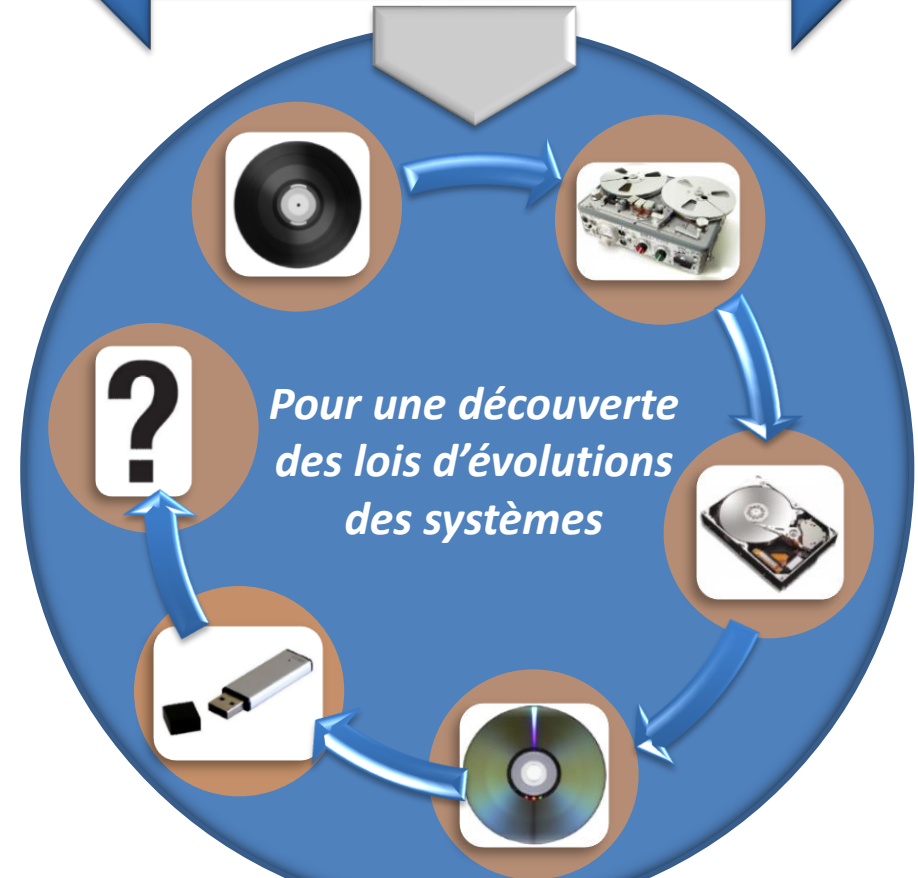 Pour une découverte
des lois d’évolutions
des systèmes
?